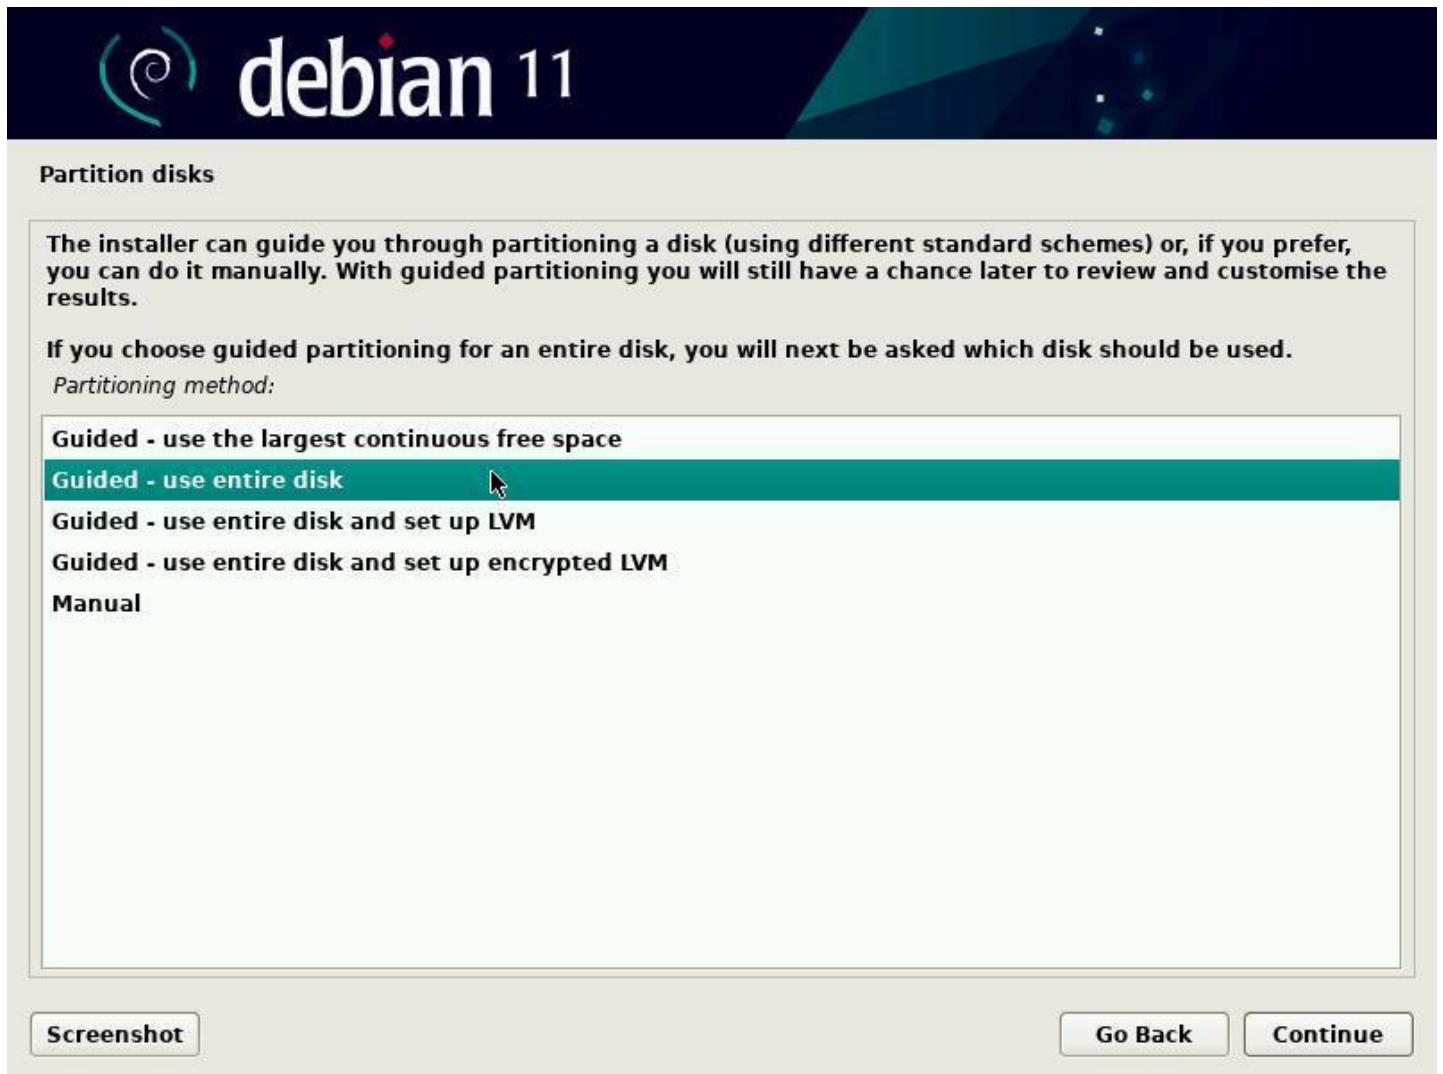 debian 11
Partition disks
The installer can guide you through partitioning a disk (using different standard schemes) or, if you prefer,
you can do it manually. With guided partitioning you will still have a chance later to review and customise the
results.
If you choose guided partitioning for an entire disk, you will next be asked which disk should be used.
Partitioning method:
Guided - use the largest continuous free space
Guided - use entire disk
Guided - use entire disk and set up LVM
Guided - use entire disk and set up encrypted LVM
Manual
Screenshot
Go Back
Continue